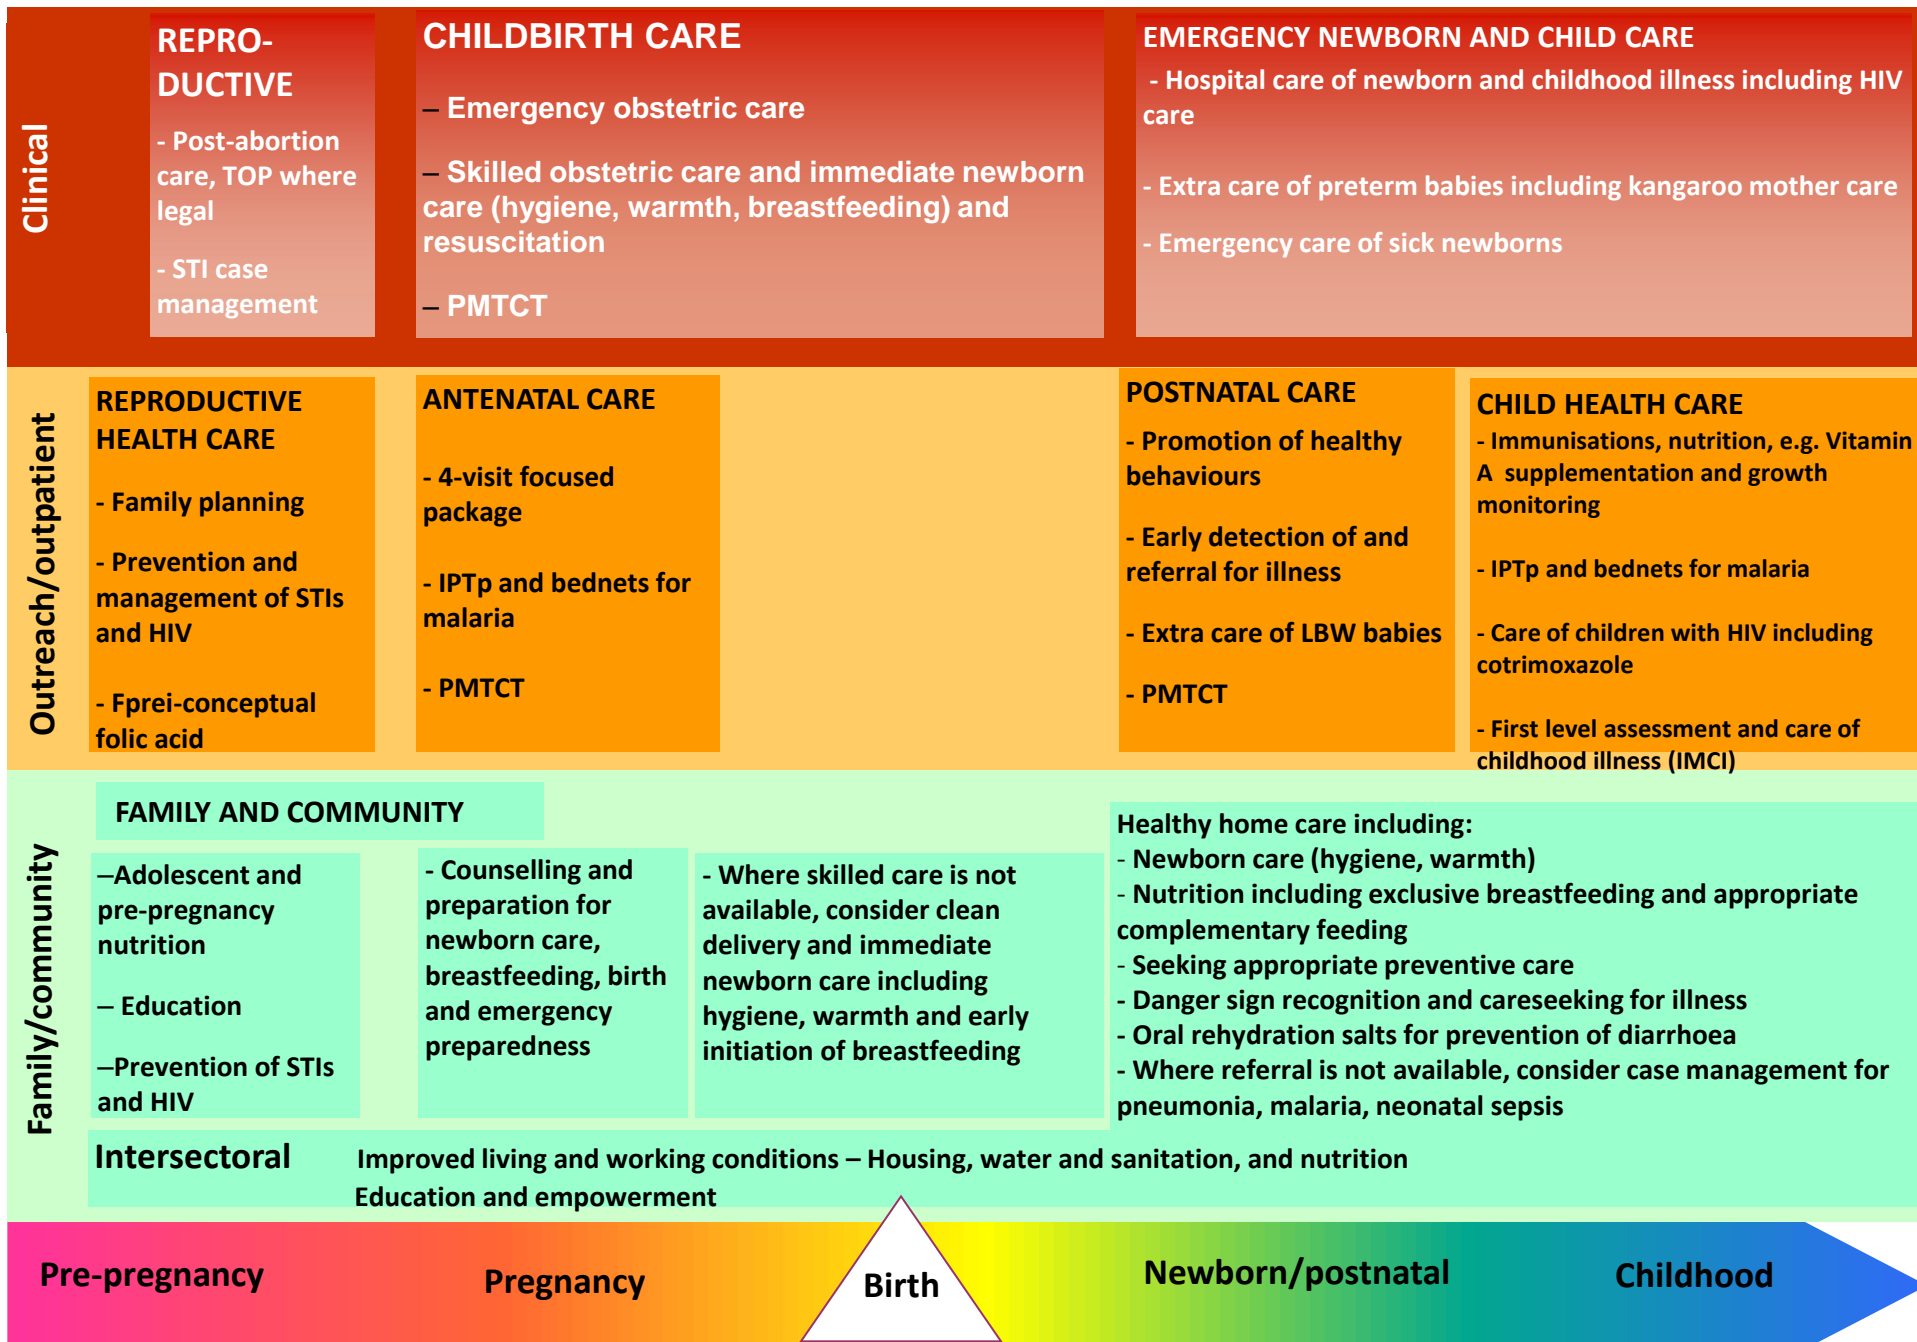 Clinical
REPRO-
DUCTIVE
- Post-abortion
care, TOP where
legal
- STI case
management
CHILDBIRTH CARE
– Emergency obstetric care
– Skilled obstetric care and immediate newborn
care (hygiene, warmth, breastfeeding) and
resuscitation
– PMTCT
EMERGENCY NEWBORN AND CHILD CARE
- Hospital care of newborn and childhood illness including HIV
care
- Extra care of preterm babies including kangaroo mother care
- Emergency care of sick newborns
Outreach/outpatient
REPRODUCTIVE
HEALTH CARE
- Family planning
- Prevention and
management of STIs
and HIV
- Fprei-conceptual
folic acid
ANTENATAL CARE
- 4-visit focused
package
- IPTp and bednets for
malaria
- PMTCT
POSTNATAL CARE
- Promotion of healthy
behaviours
- Early detection of and
referral for illness
- Extra care of LBW babies
- PMTCT
CHILD HEALTH CARE
- Immunisations, nutrition, e.g. Vitamin
A supplementation and growth
monitoring
- IPTp and bednets for malaria
- Care of children with HIV including
cotrimoxazole
- First level assessment and care of
childhood illness (IMCI)
Family/community
FAMILY AND COMMUNITY
–Adolescent and
pre-pregnancy
nutrition
– Education
–Prevention of STIs
and HIV
- Counselling and
preparation for
newborn care,
breastfeeding, birth
and emergency
preparedness
- Where skilled care is not
available, consider clean
delivery and immediate
newborn care including
hygiene, warmth and early
initiation of breastfeeding
Healthy home care including:
- Newborn care (hygiene, warmth)
- Nutrition including exclusive breastfeeding and appropriate
complementary feeding
- Seeking appropriate preventive care
- Danger sign recognition and careseeking for illness
- Oral rehydration salts for prevention of diarrhoea
- Where referral is not available, consider case management for
pneumonia, malaria, neonatal sepsis
Intersectoral
Improved living and working conditions – Housing, water and sanitation, and nutrition
Education and empowerment
Pre-pregnancy
Pregnancy
Birth
Newborn/postnatal
Childhood